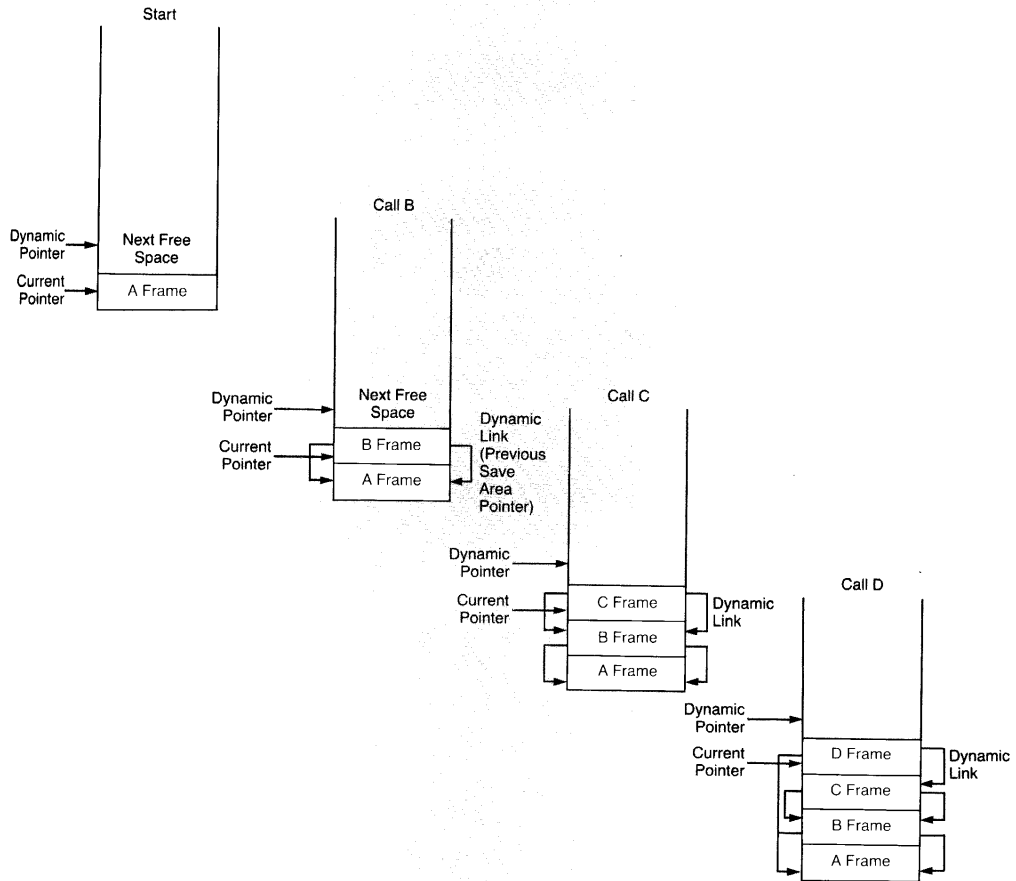 Start
Dynamic
Pointer
Next Free
Space
Current
Pointer
A Frame
Call B
Dynamic
Pointer
Next Free
Space
Current
Pointer
B Frame
A Frame
Dynamic
Link
(Previous
Save
Area
Pointer)
Call C
Dynamic
Pointer
Current
Pointer
C Frame
B Frame
A Frame
Dynamic
Link
Call D
Dynamic
Pointer
Current
Pointer
D Frame
C Frame
B Frame
A Frame
Dynamic
Link